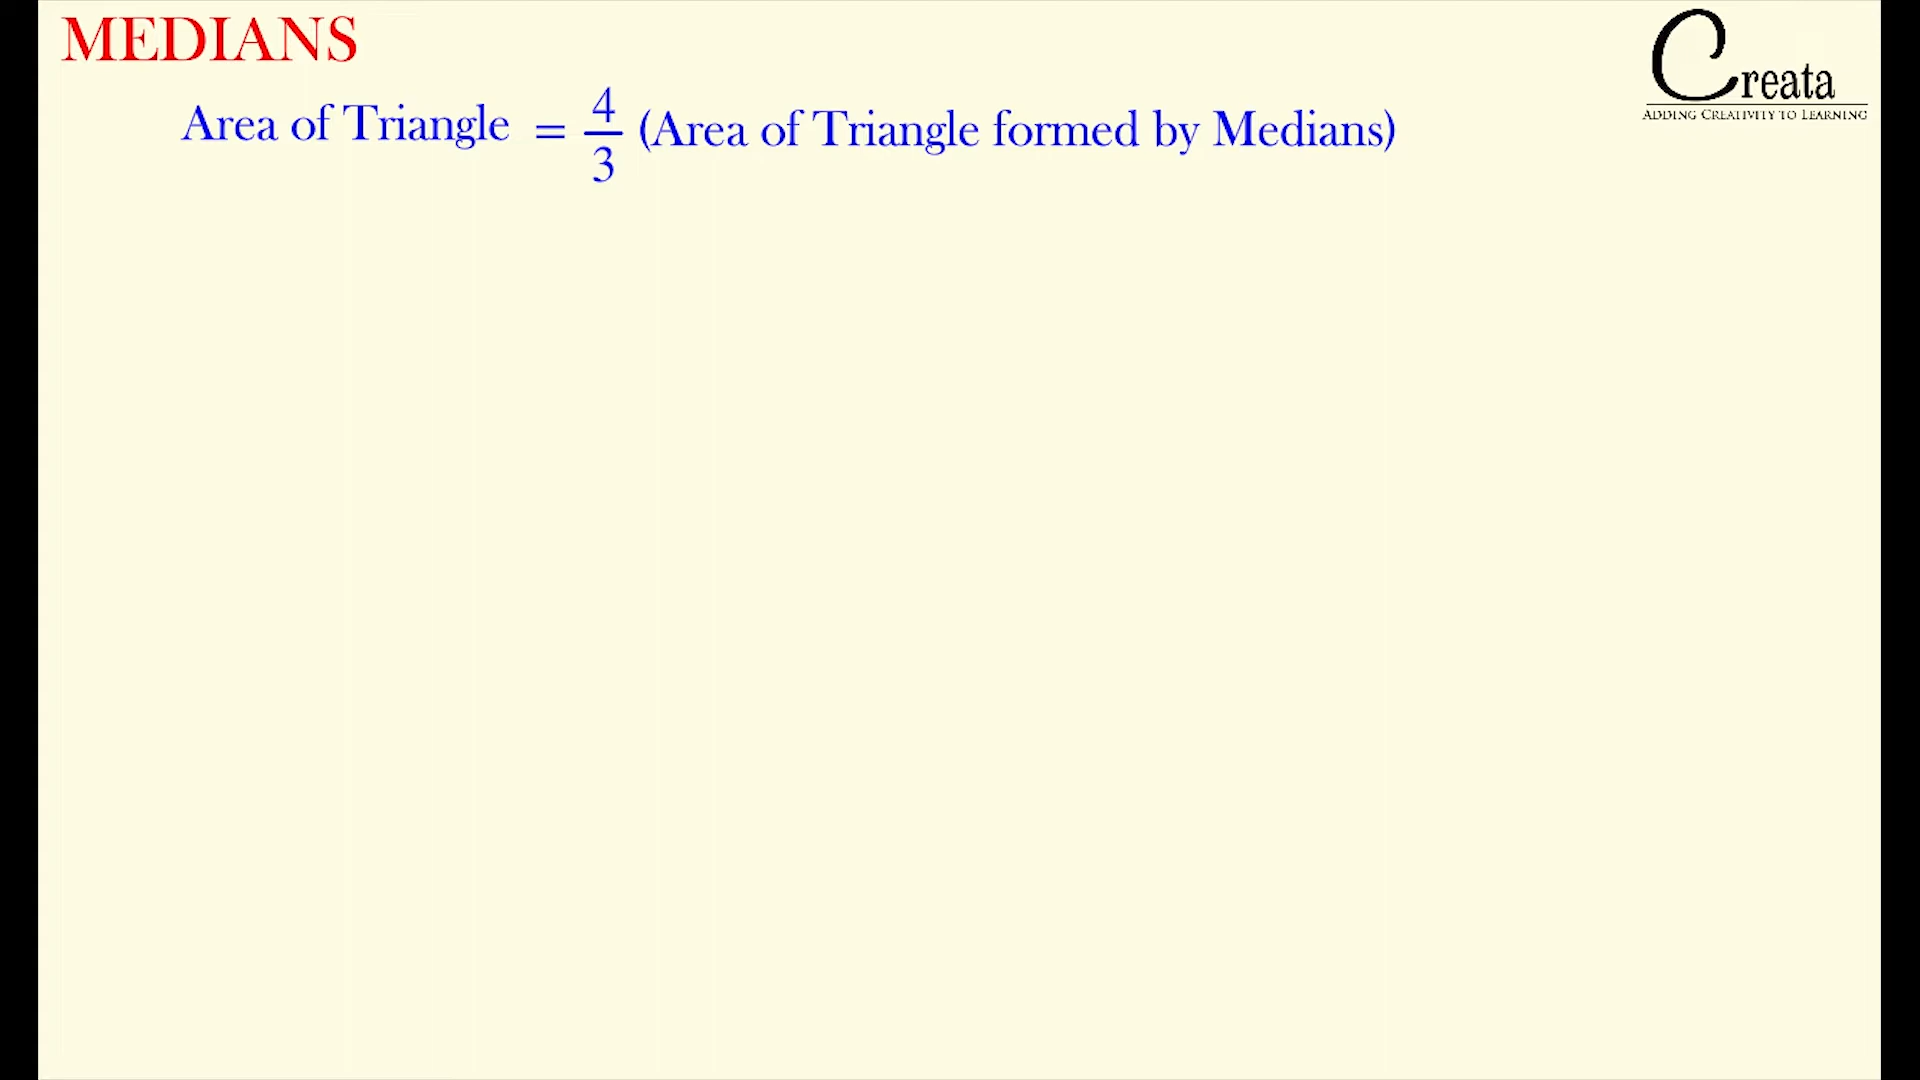 MEDIANS
Creata
ADDING CREATIVITY TO LEARNING
Area of Triangle = 4/3 (Area of Triangle formed by Medians)